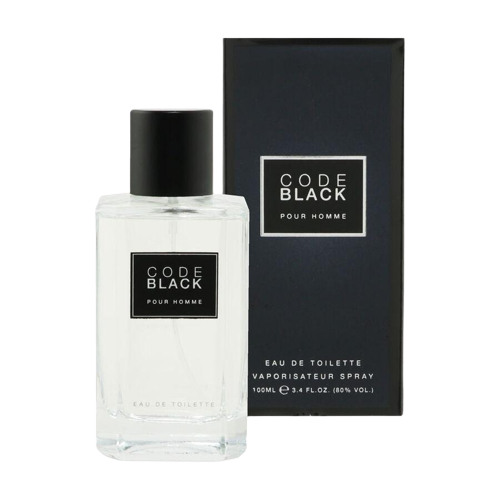 CODE
BLACK
POUR HOMME
EAU DE TOILETTE
CODE
BLACK
POUR HOMME
EAU DE TOILETTE
VAPORISATEUR SPRAY
100ML ℮ 3.4 FL.OZ. (80% VOL.)